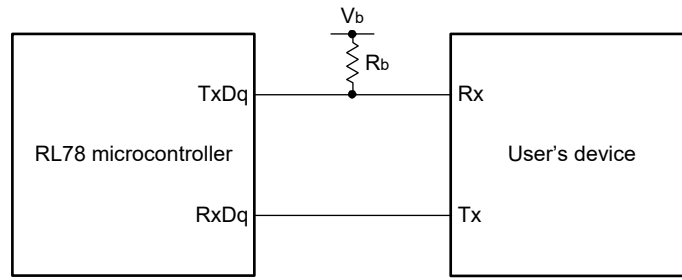 Vb
Rb
TxDq
Rx
RL78 microcontroller
User's device
RxDq
Tx